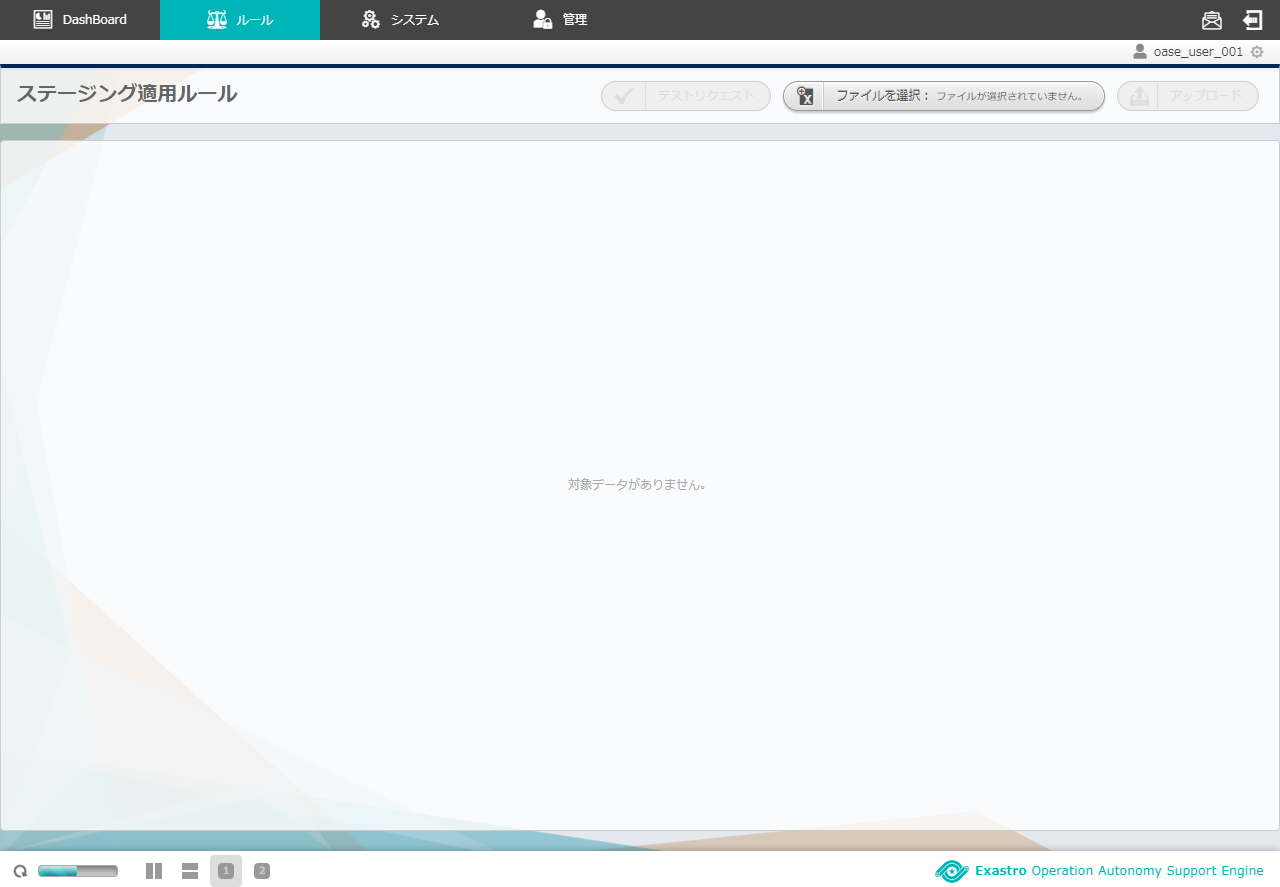 DashBoard
ルール
システム
管理
oase_user_001
ステージング適用ルール
テストリクエスト
ファイルを選択： ファイルが選択されていません。
アップロード
対象データがありません。
1
2
Exastro Operation Autonomy Support Engine